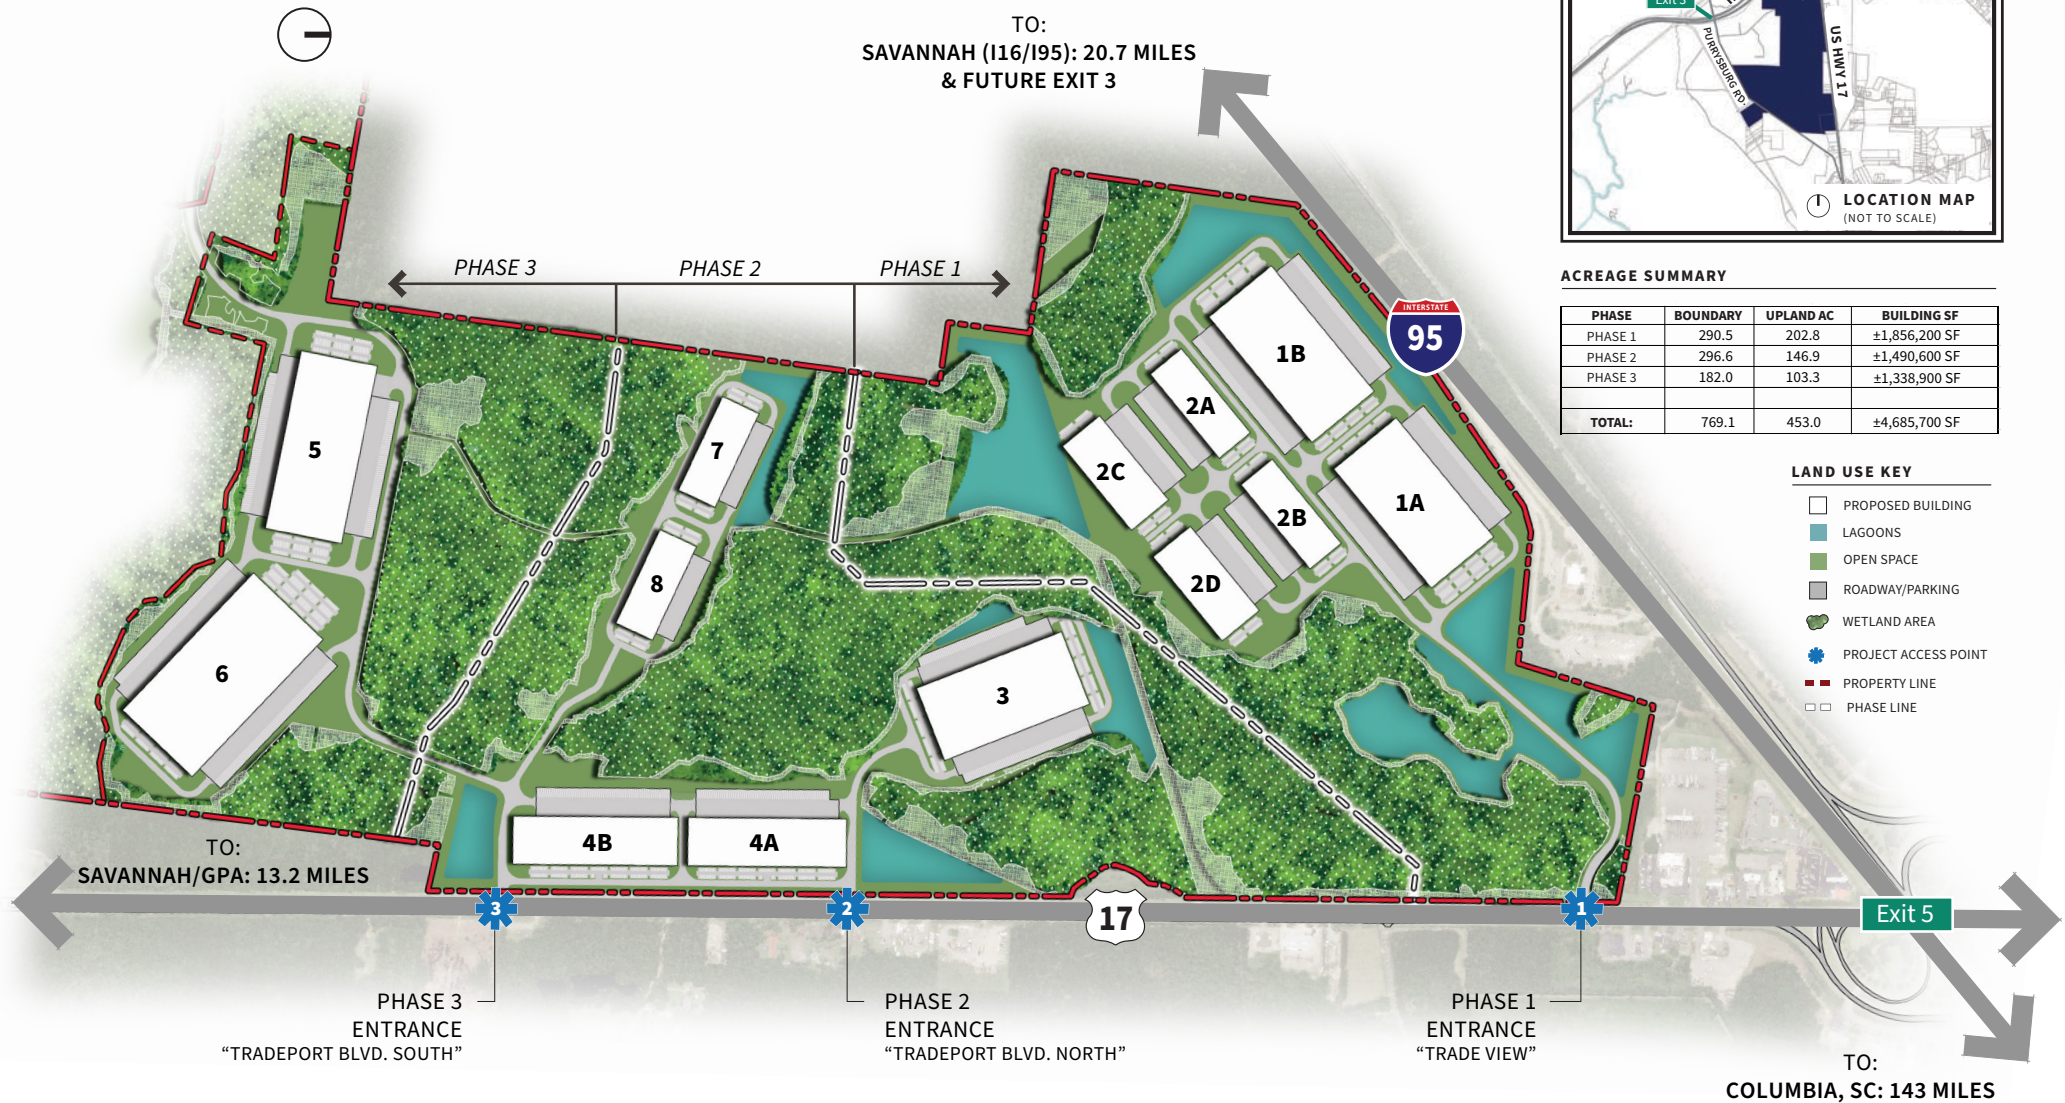 TO:
SAVANNAH (I16/I95): 20.7 MILES
& FUTURE EXIT 3
Exit 5
PURRYSBURG RD.
US HWY 17
LOCATION MAP
(NOT TO SCALE)
ACREAGE SUMMARY
PHASE BOUNDARY UPLAND AC BUILDING SF
PHASE 1 290.5 202.8 ±1,856,200 SF
PHASE 2 296.6 146.9 ±1,490,600 SF
PHASE 3 182.0 103.3 ±1,338,900 SF
TOTAL: 769.1 453.0 ±4,685,700 SF
LAND USE KEY
PROPOSED BUILDING
LAGOONS
OPEN SPACE
ROADWAY/PARKING
WETLAND AREA
PROJECT ACCESS POINT
PROPERTY LINE
PHASE LINE
PHASE 3 PHASE 2 PHASE 1
INTERSTATE
95
1B
2A
2C
1A
2B
2D
5
7
8
6
3
4B
4A
TO:
SAVANNAH/GPA: 13.2 MILES
3
2
17
1
Exit 5
PHASE 3
ENTRANCE
“TRADEPORT BLVD. SOUTH”
PHASE 2
ENTRANCE
“TRADEPORT BLVD. NORTH”
PHASE 1
ENTRANCE
“TRADE VIEW”
TO:
COLUMBIA, SC: 143 MILES